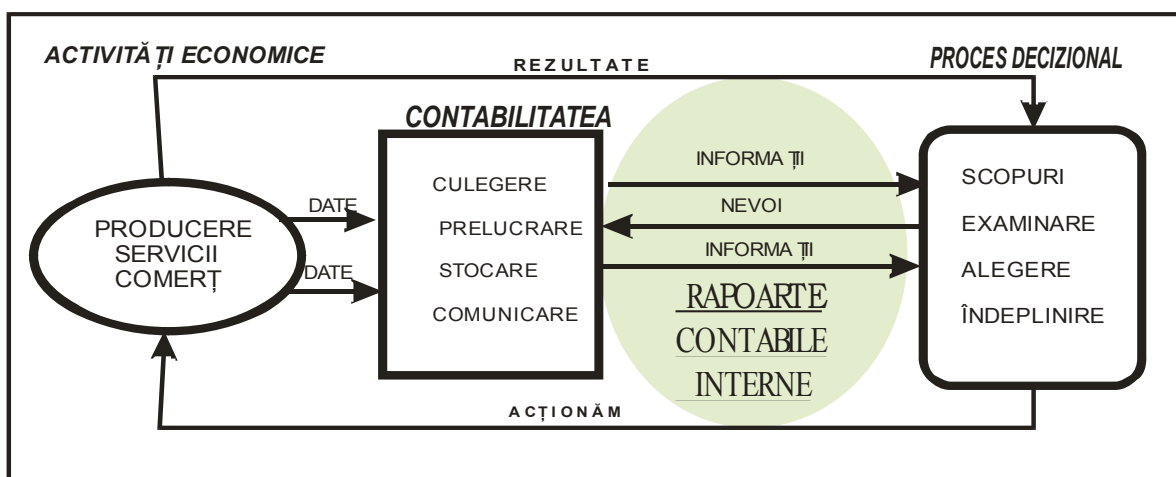 ACTIVITĂȚI ECONOMICE
REZULTATE
PROCES DECIZIONAL
CONTABILITATEA
PRODUCERE
SERVICII
COMERȚ
DATE
DATE
CULEGERE
PRELUCRARE
STOCARE
COMUNICARE
INFORMAȚII
NEVOI
INFORMAȚII
RAPOARTE
CONTABILE
INTERNE
SCOPURI
EXAMINARE
ALEGERE
ÎNDEPLINIRE
ACȚIONĂM